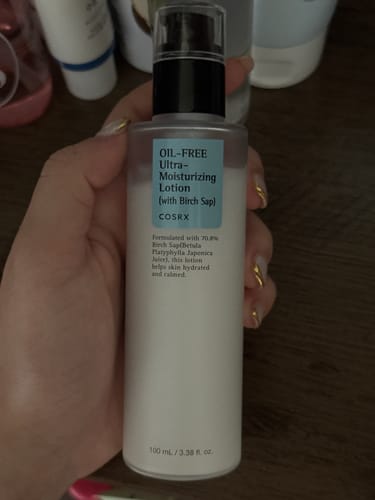 OIL-FREE
Ultra-
Moisturizing
Lotion
(with Birch Sap)
COSRX
Formulated with 70.8%
Birch Sap(Betula
Platyphylla Japonica
Juice), this lotion
helps skin hydrated
and calmed.
100 mL / 3.38 fl. oz.